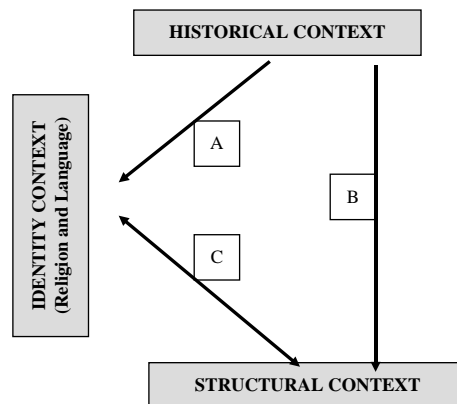 HISTORICAL CONTEXT
A
IDENTITY CONTEXT
(Religion and Language)
B
C
STRUCTURAL CONTEXT